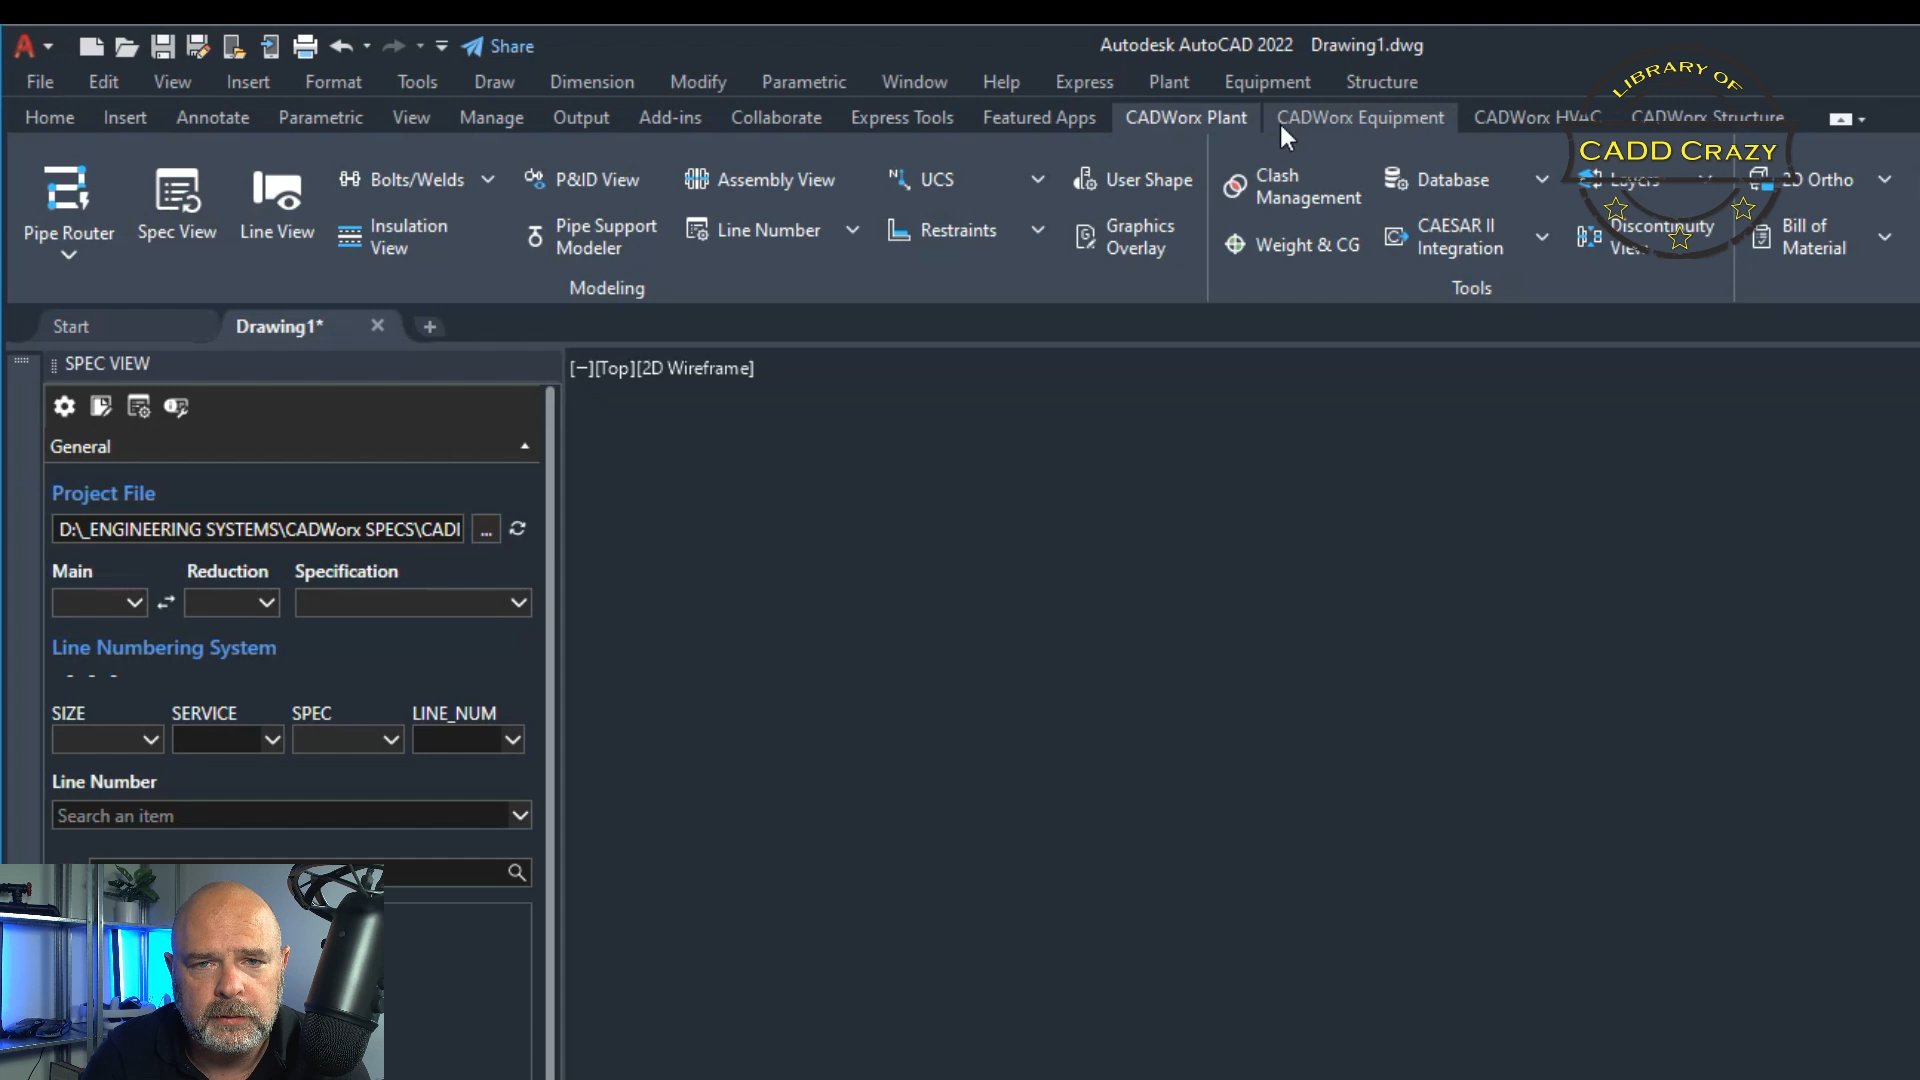 Share
Autodesk AutoCAD 2022 Drawing1.dwg
File Edit View Insert Format Tools Draw Dimension Modify Parametric Window Help Express Plant Equipment Structure
Home Insert Annotate Parametric View Manage Output Add-ins Collaborate Express Tools Featured Apps CADWorx Plant CADWorx Equipment CADWorx HVAC CADWorx Structure
LIBRARY OF
CADD CRAZY
Pipe Router
Spec View
Line View
Bolts/Welds
Insulation
View
P&ID View
Pipe Support
Modeler
Assembly View
Line Number
UCS
Restraints
User Shape
Graphics
Overlay
Modeling
Clash
Management
Weight & CG
Database
CAESAR II
Integration
Layers
Discontinuity
View
Tools
2D Ortho
Bill of
Material
Start
Drawing1*
SPEC VIEW
[−][Top][2D Wireframe]
General
Project File
D:\_ENGINEERING SYSTEMS\CADWorx SPECS\CADI
...
Main Reduction Specification
Line Numbering System
- - -
SIZE SERVICE SPEC LINE_NUM
Line Number
Search an item